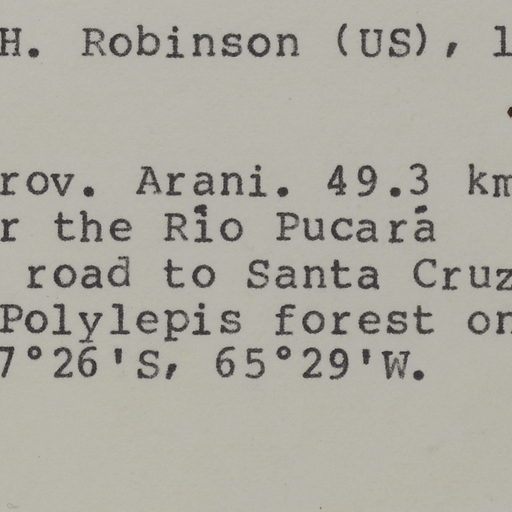 H. Robinson (US), 1
rov. Arani. 49.3 km
r the Río Pucará
road to Santa Cruz
Polylepis forest on
7°26'S, 65°29'W.